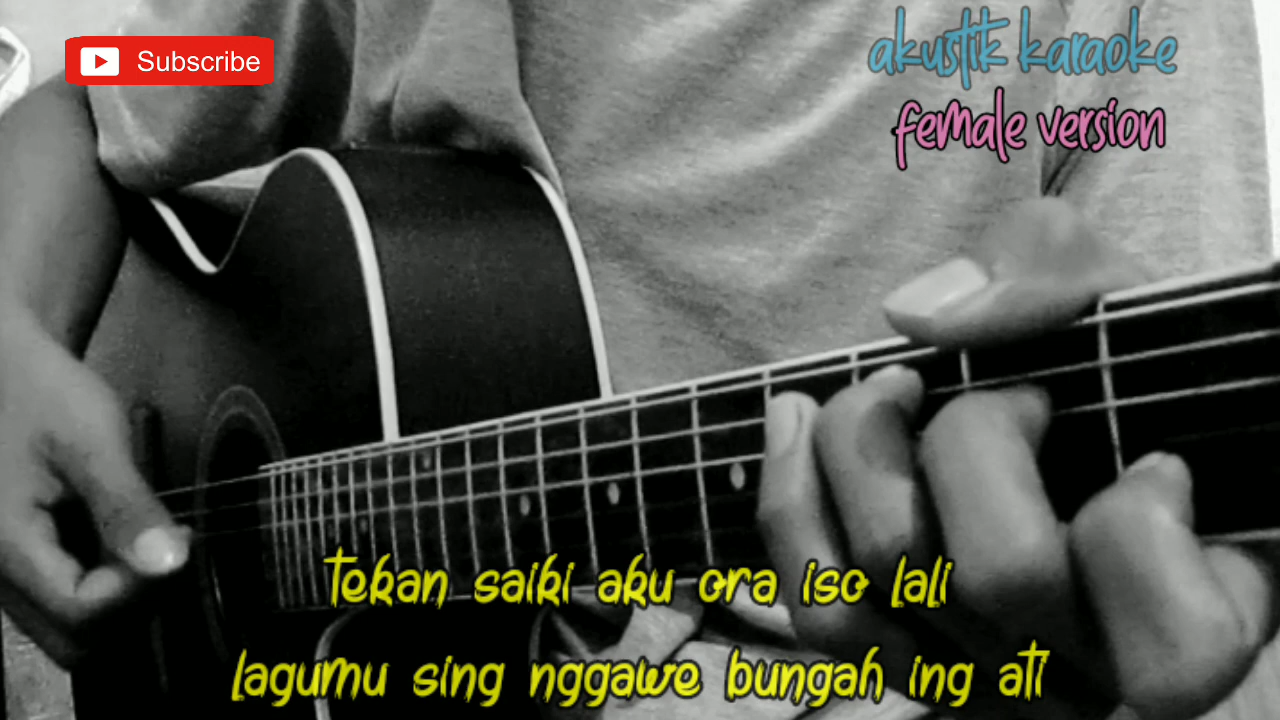 Subscribe
akustik karaoke
female version
tekan saiki aku ora iso lali
lagumu sing nggawe bungah ing ati